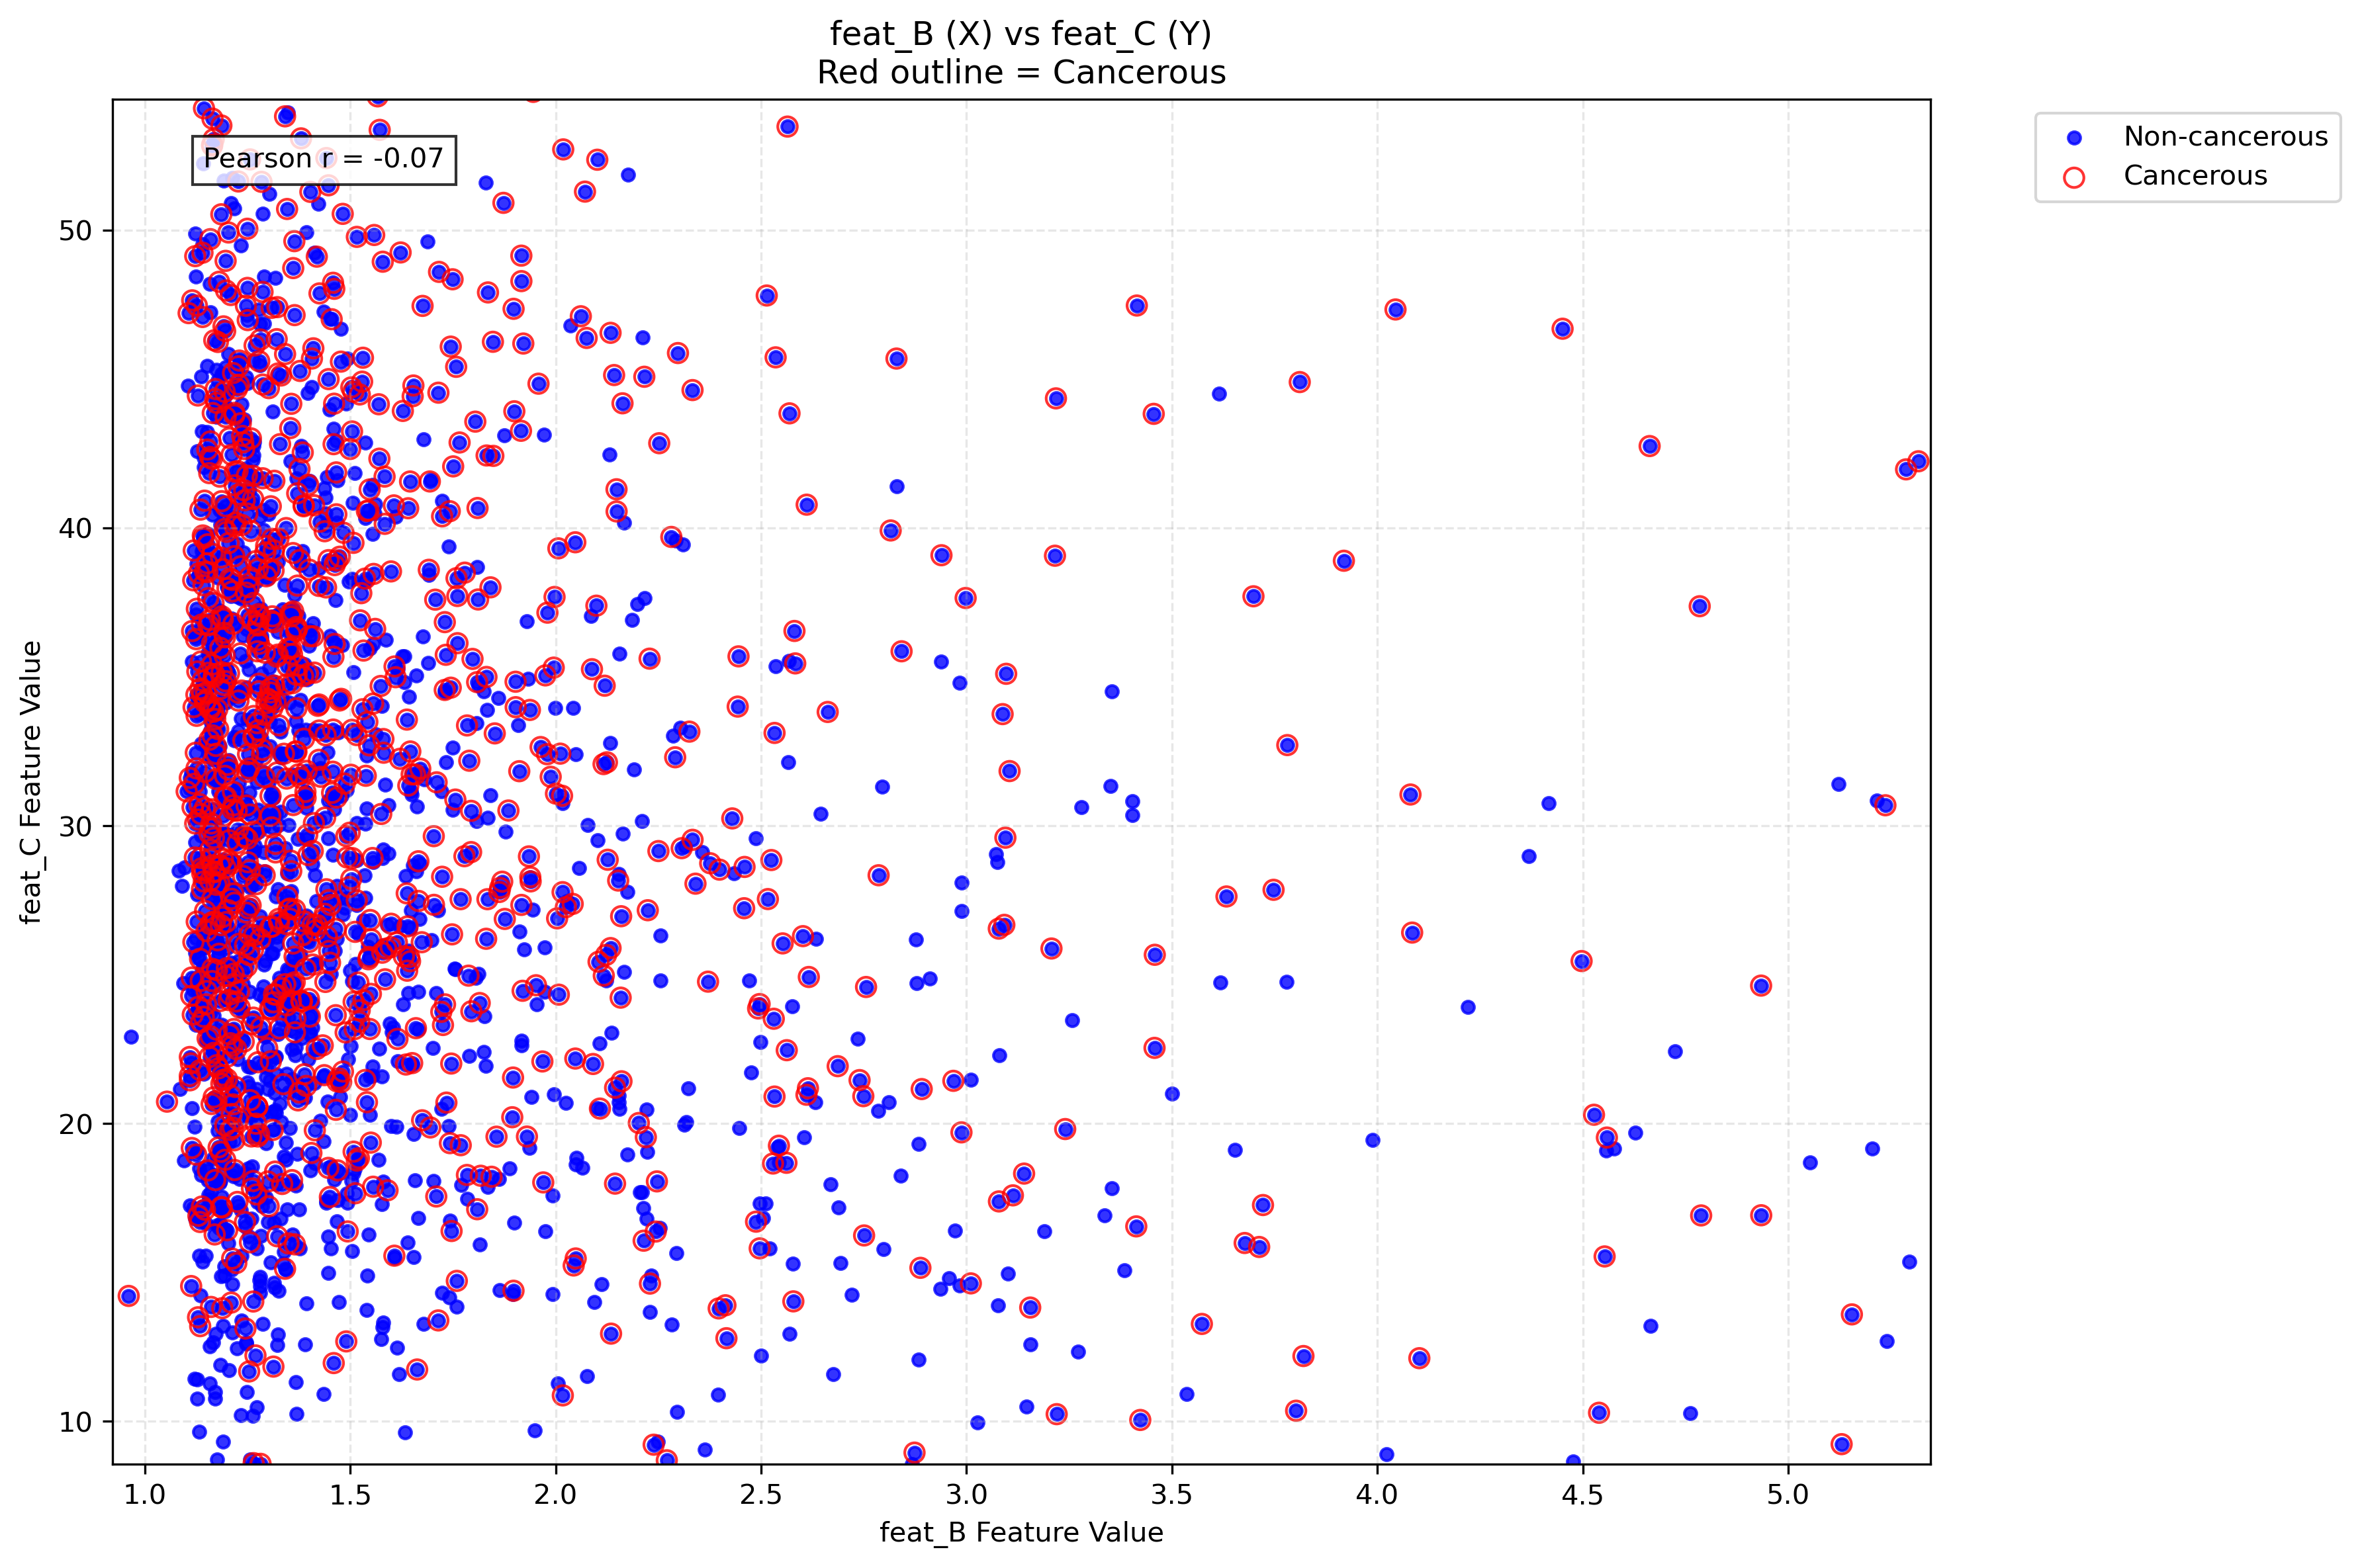 feat_B (X) vs feat_C (Y)
Red outline = Cancerous
Pearson r = -0.07
Non-cancerous
Cancerous
feat_C Feature Value
50
40
30
20
10
1.0 1.5 2.0 2.5 3.0 3.5 4.0 4.5 5.0
feat_B Feature Value